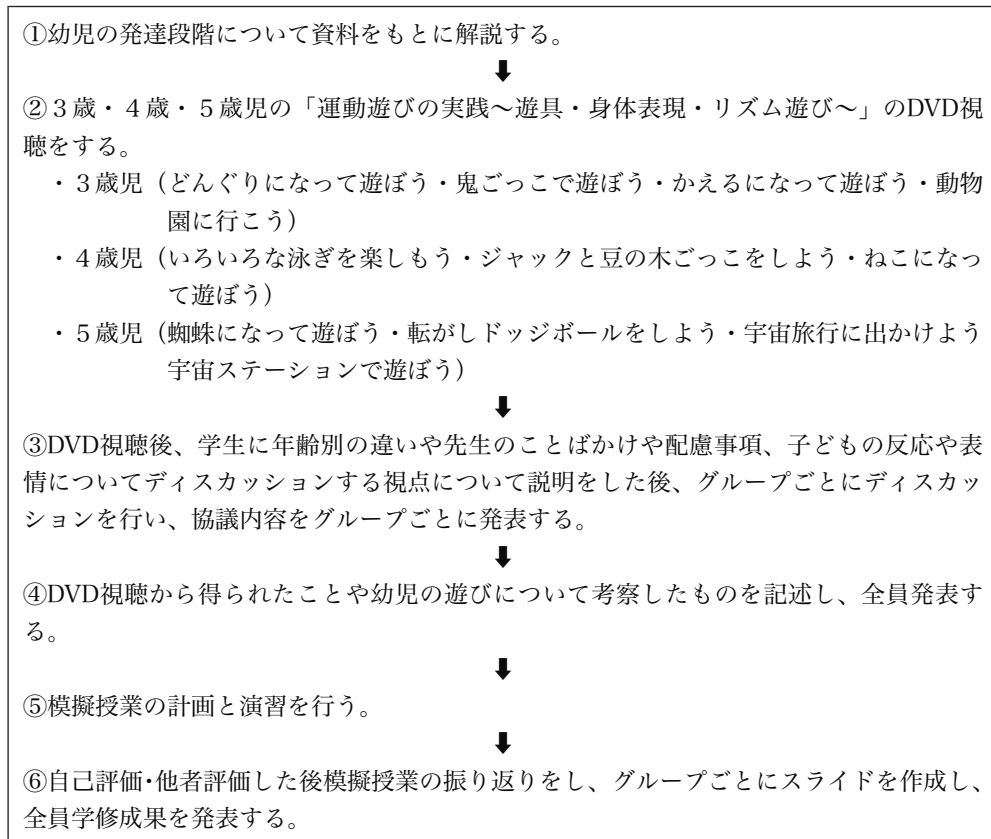 ①幼児の発達段階について資料をもとに解説する。
⬇
②３歳・４歳・５歳児の「運動遊びの実践～遊具・身体表現・リズム遊び～」のDVD視
聴をする。
・３歳児（どんぐりになって遊ぼう・鬼ごっこで遊ぼう・かえるになって遊ぼう・動物
園に行こう）
・４歳児（いろいろな泳ぎを楽しもう・ジャックと豆の木ごっこをしよう・ねこになっ
て遊ぼう）
・５歳児（蜘蛛になって遊ぼう・転がしドッジボールをしよう・宇宙旅行に出かけよう
宇宙ステーションで遊ぼう）
⬇
③DVD視聴後、学生に年齢別の違いや先生のことばかけや配慮事項、子どもの反応や表
情についてディスカッションする視点について説明をした後、グループごとにディスカッ
ションを行い、協議内容をグループごとに発表する。
⬇
④DVD視聴から得られたことや幼児の遊びについて考察したものを記述し、全員発表す
る。
⬇
⑤模擬授業の計画と演習を行う。
⬇
⑥自己評価･他者評価した後模擬授業の振り返りをし、グループごとにスライドを作成し、
全員学修成果を発表する。